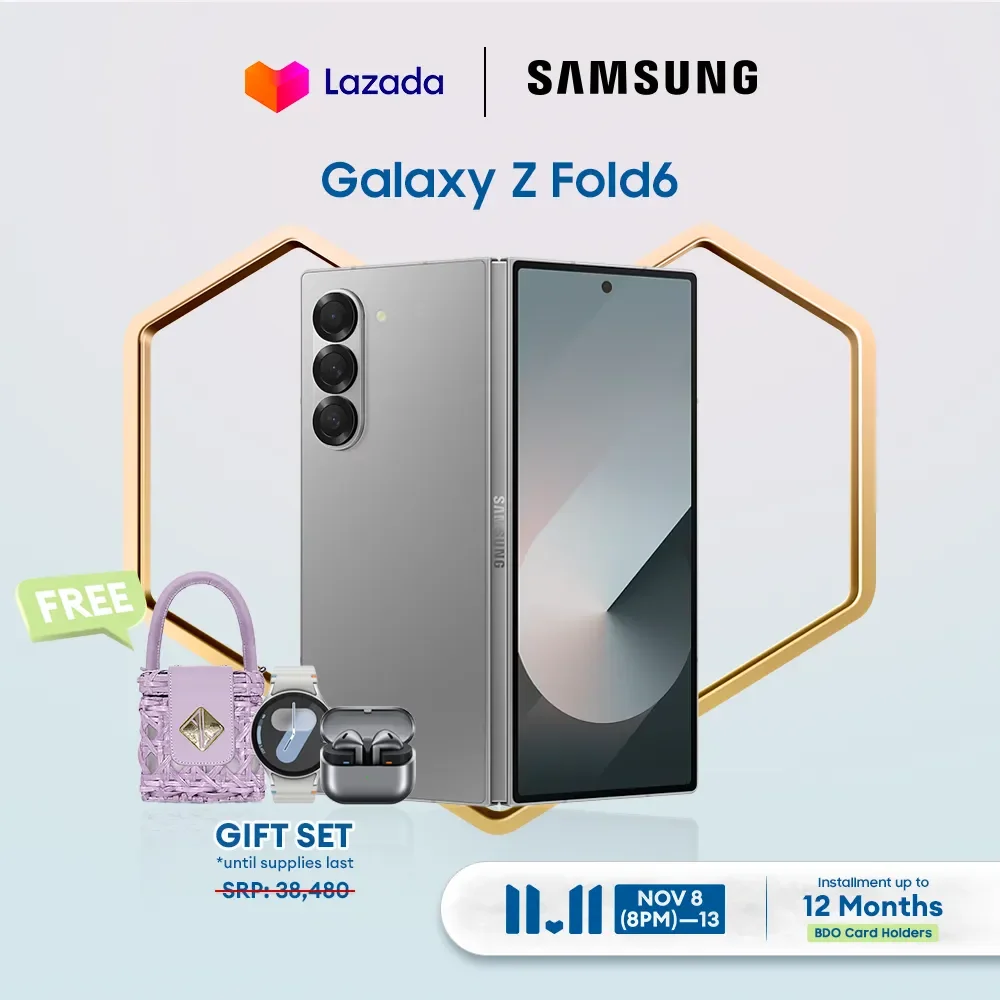 Lazada
SAMSUNG
Galaxy Z Fold6
SAMSUNG
FREE
GIFT SET
*until supplies last
SRP: 38,480
11.11
NOV 8
(8PM)—13
Installment up to
12 Months
BDO Card Holders